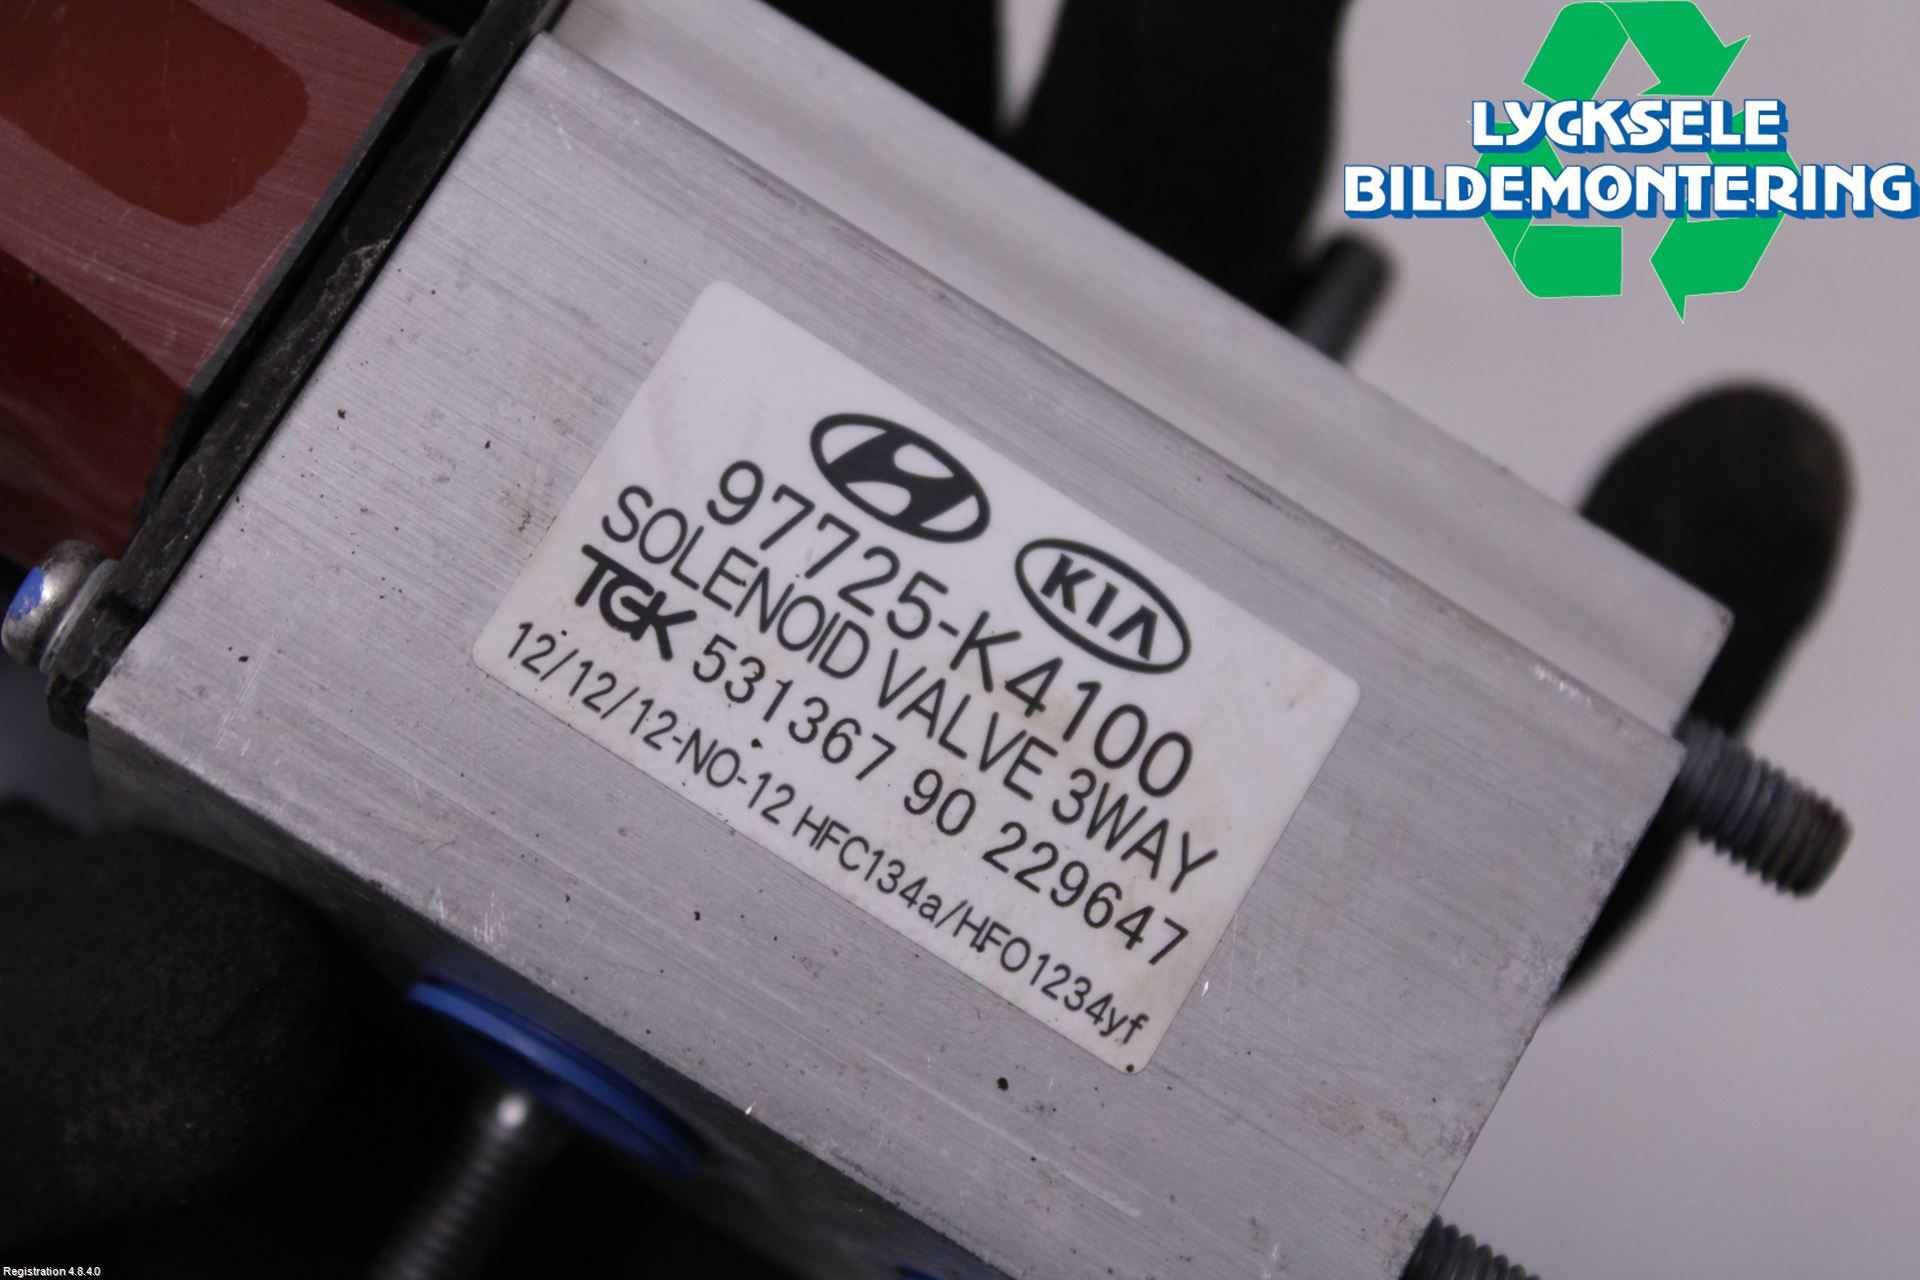 LYCKSELE
BILDEMONTERING
KIA
97725-K4100
SOLENOID VALVE 3WAY
TGK 531367 90 229647
12/12/12-NO-12 HFC134a/HFO1234yf
Registration 4.8.4.0